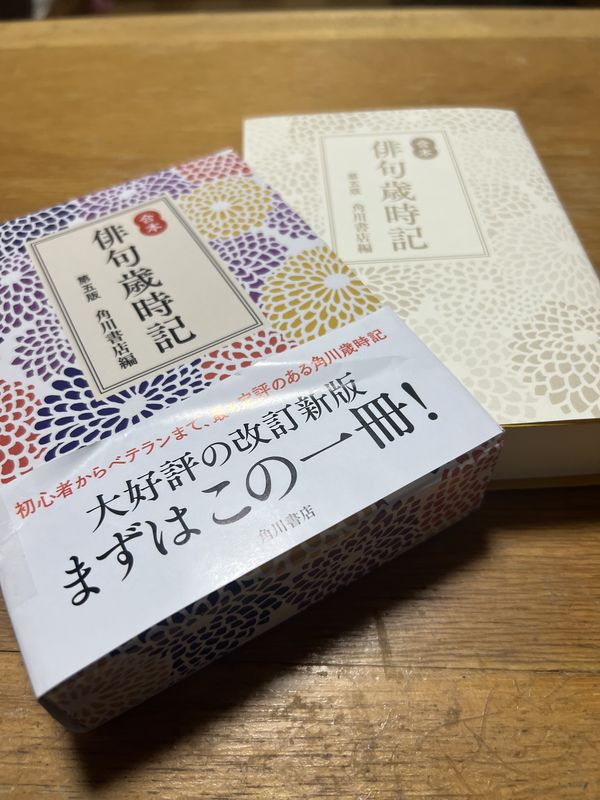 合本
俳句歳時記
第五版 角川書店編
初心者からベテランまで、最も定評のある角川歳時記
大好評の改訂新版
まずはこの一冊!
角川書店
合本
俳句歳時記
第五版 角川書店編